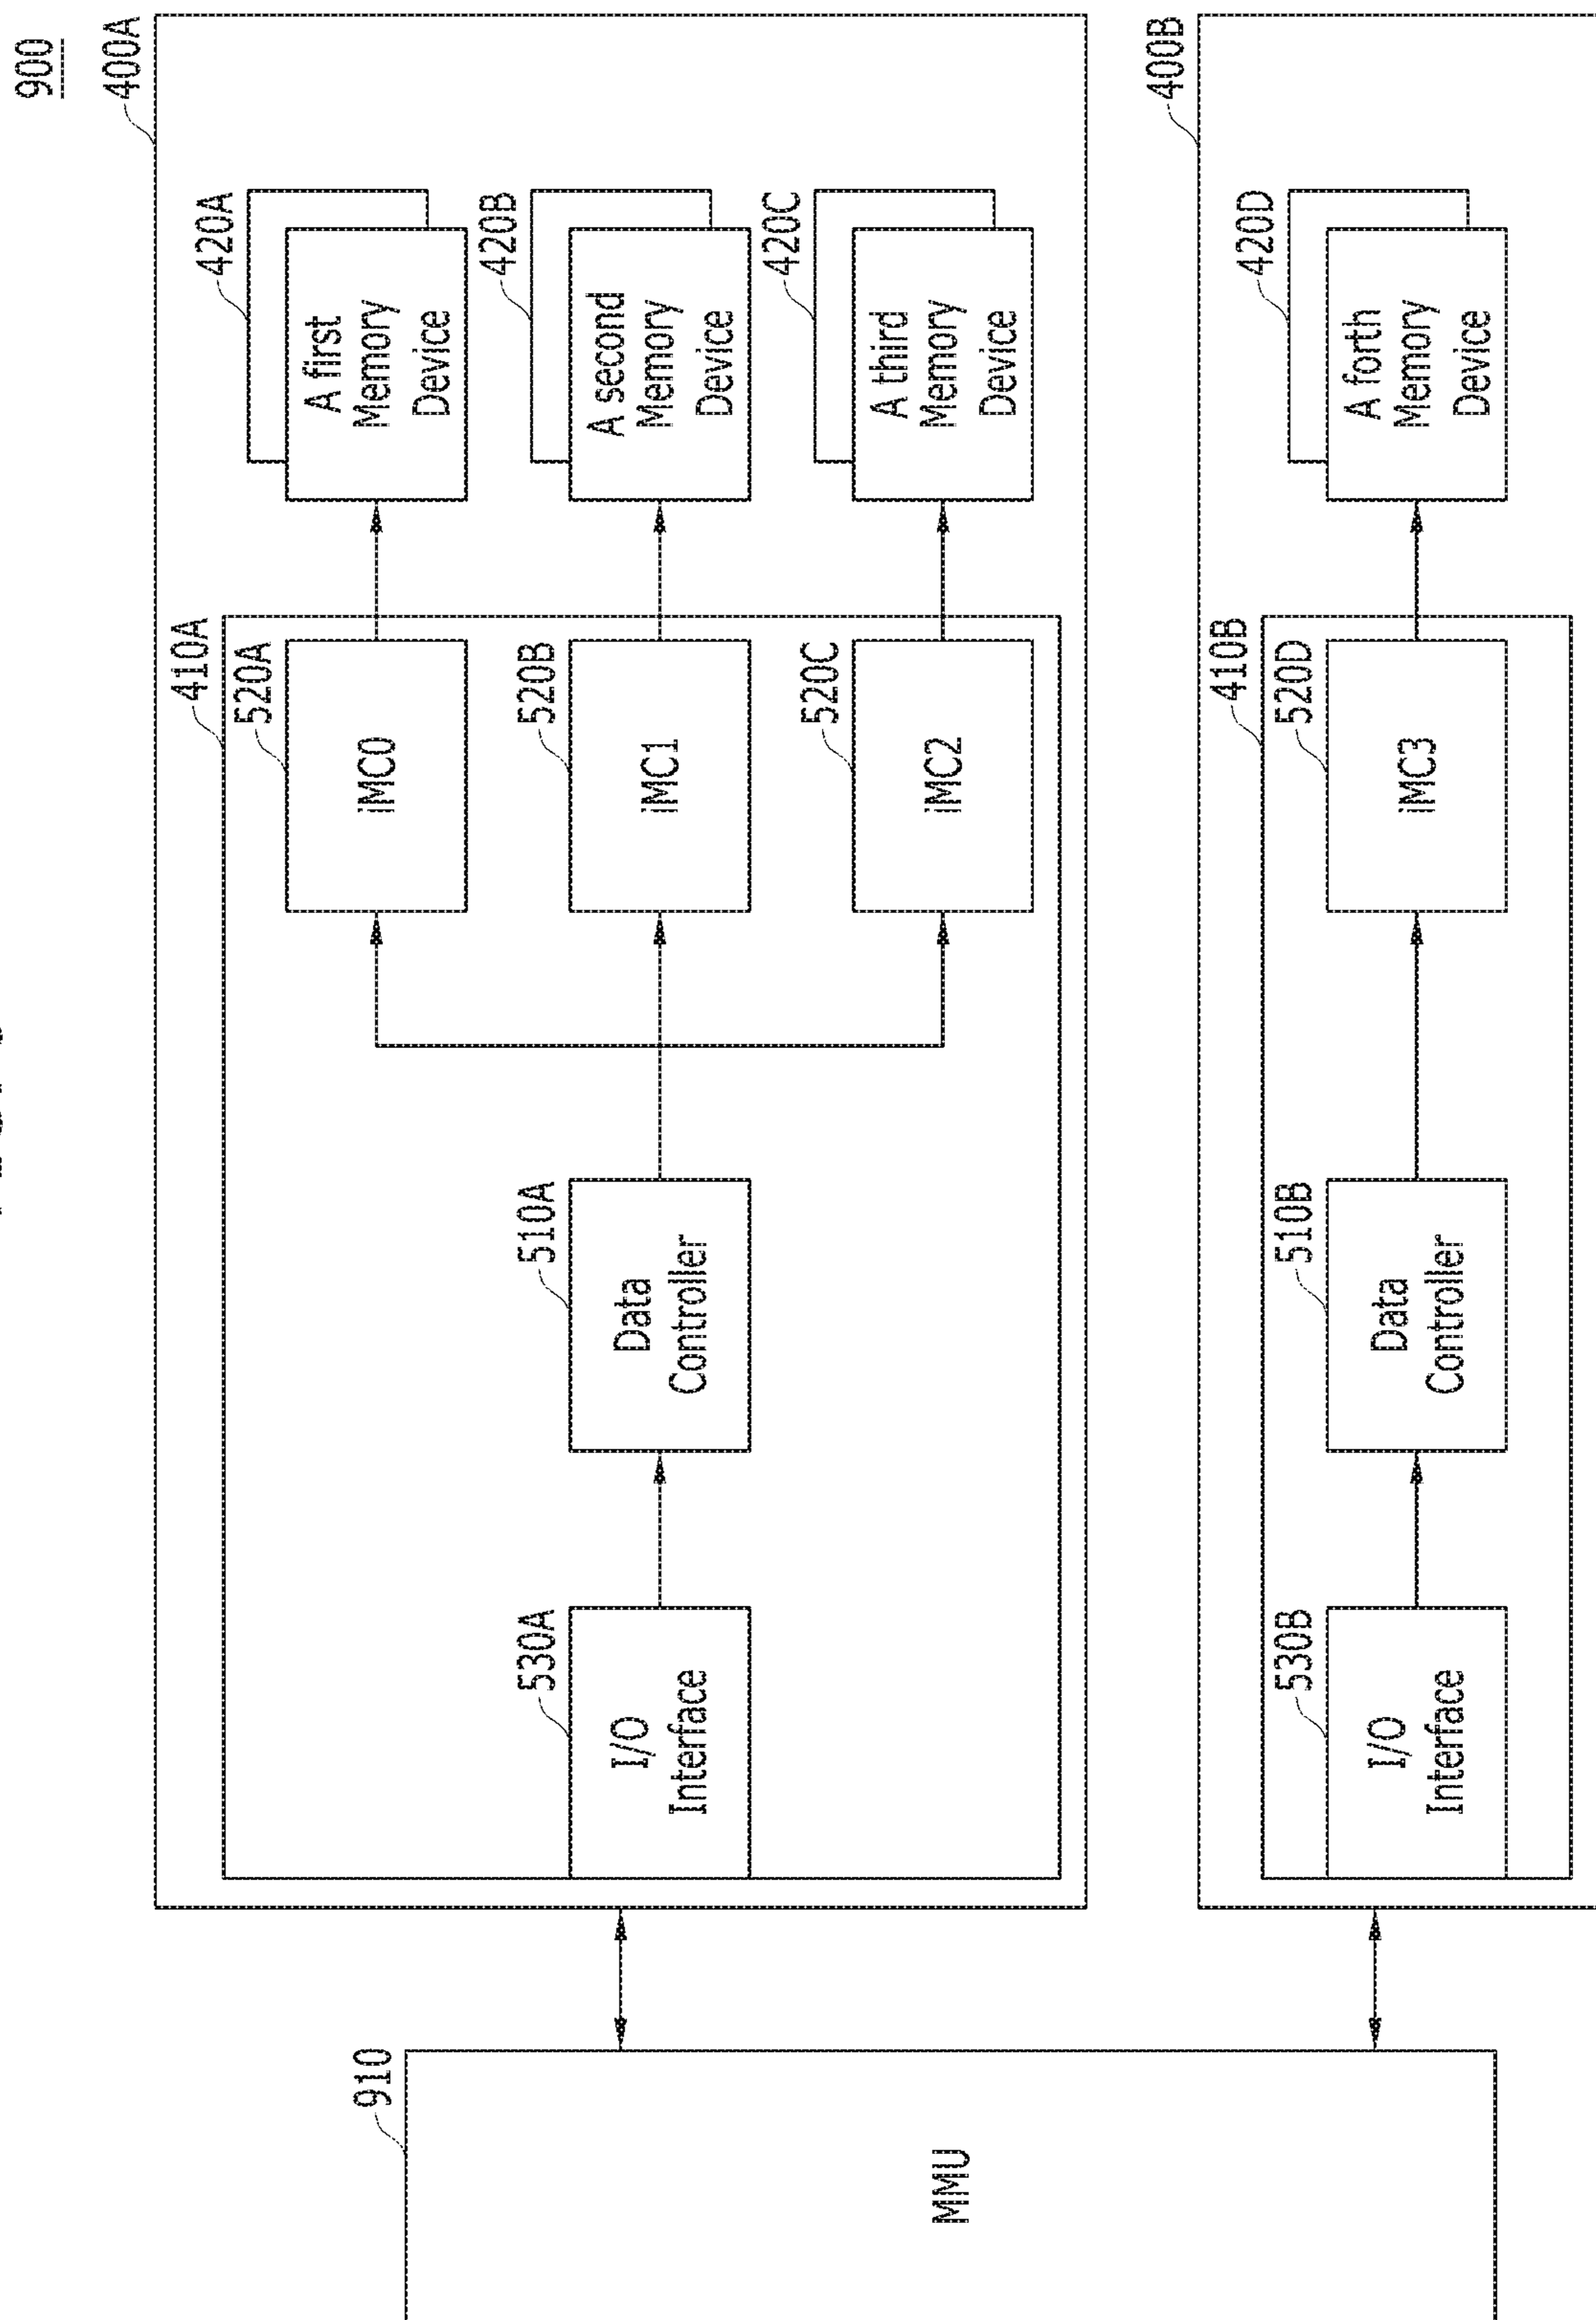 900
400A
410A
420A
520A
iMC0
A first
Memory
Device
420B
520B
iMC1
A second
Memory
Device
530A
I/O
Interface
510A
Data
Controller
420C
520C
iMC2
A third
Memory
Device
910
MMU
400B
410B
530B
I/O
Interface
510B
Data
Controller
520D
iMC3
420D
A forth
Memory
Device